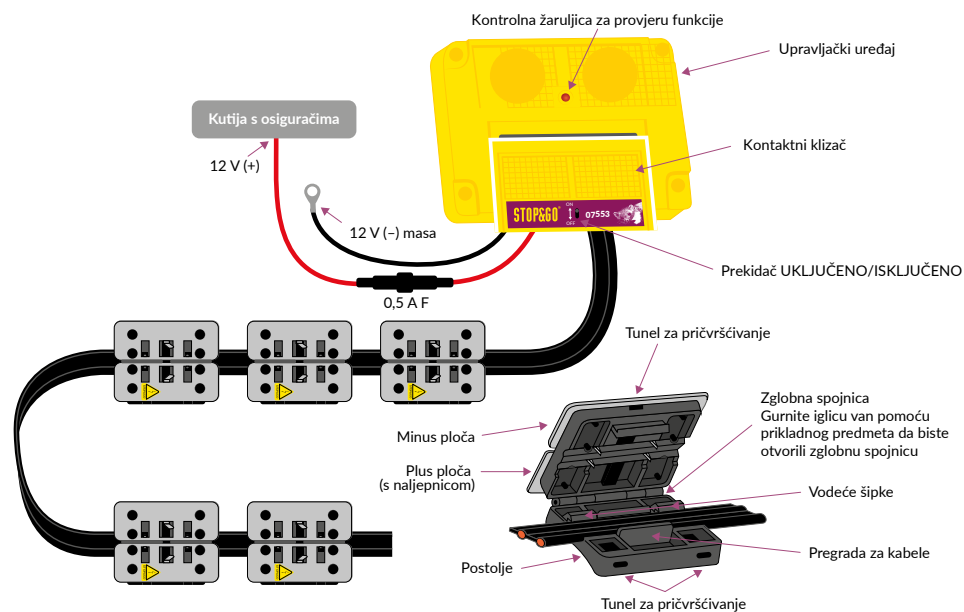 Kontrolna žaruljica za provjeru funkcije
Upravljački uređaj
Kutija s osiguračima
12 V (+)
Kontaktni klizač
STOP&GO
ON
OFF
07553
12 V (–) masa
Prekidač UKLJUČENO/ISKLJUČENO
0,5 A F
Tunel za pričvršćivanje
Zglobna spojnica
Gurnite iglicu van pomoću
prikladnog predmeta da biste
otvorili zglobnu spojnicu
Minus ploča
Plus ploča
(s naljepnicom)
Vodeće šipke
Pregrada za kabele
Postolje
Tunel za pričvršćivanje